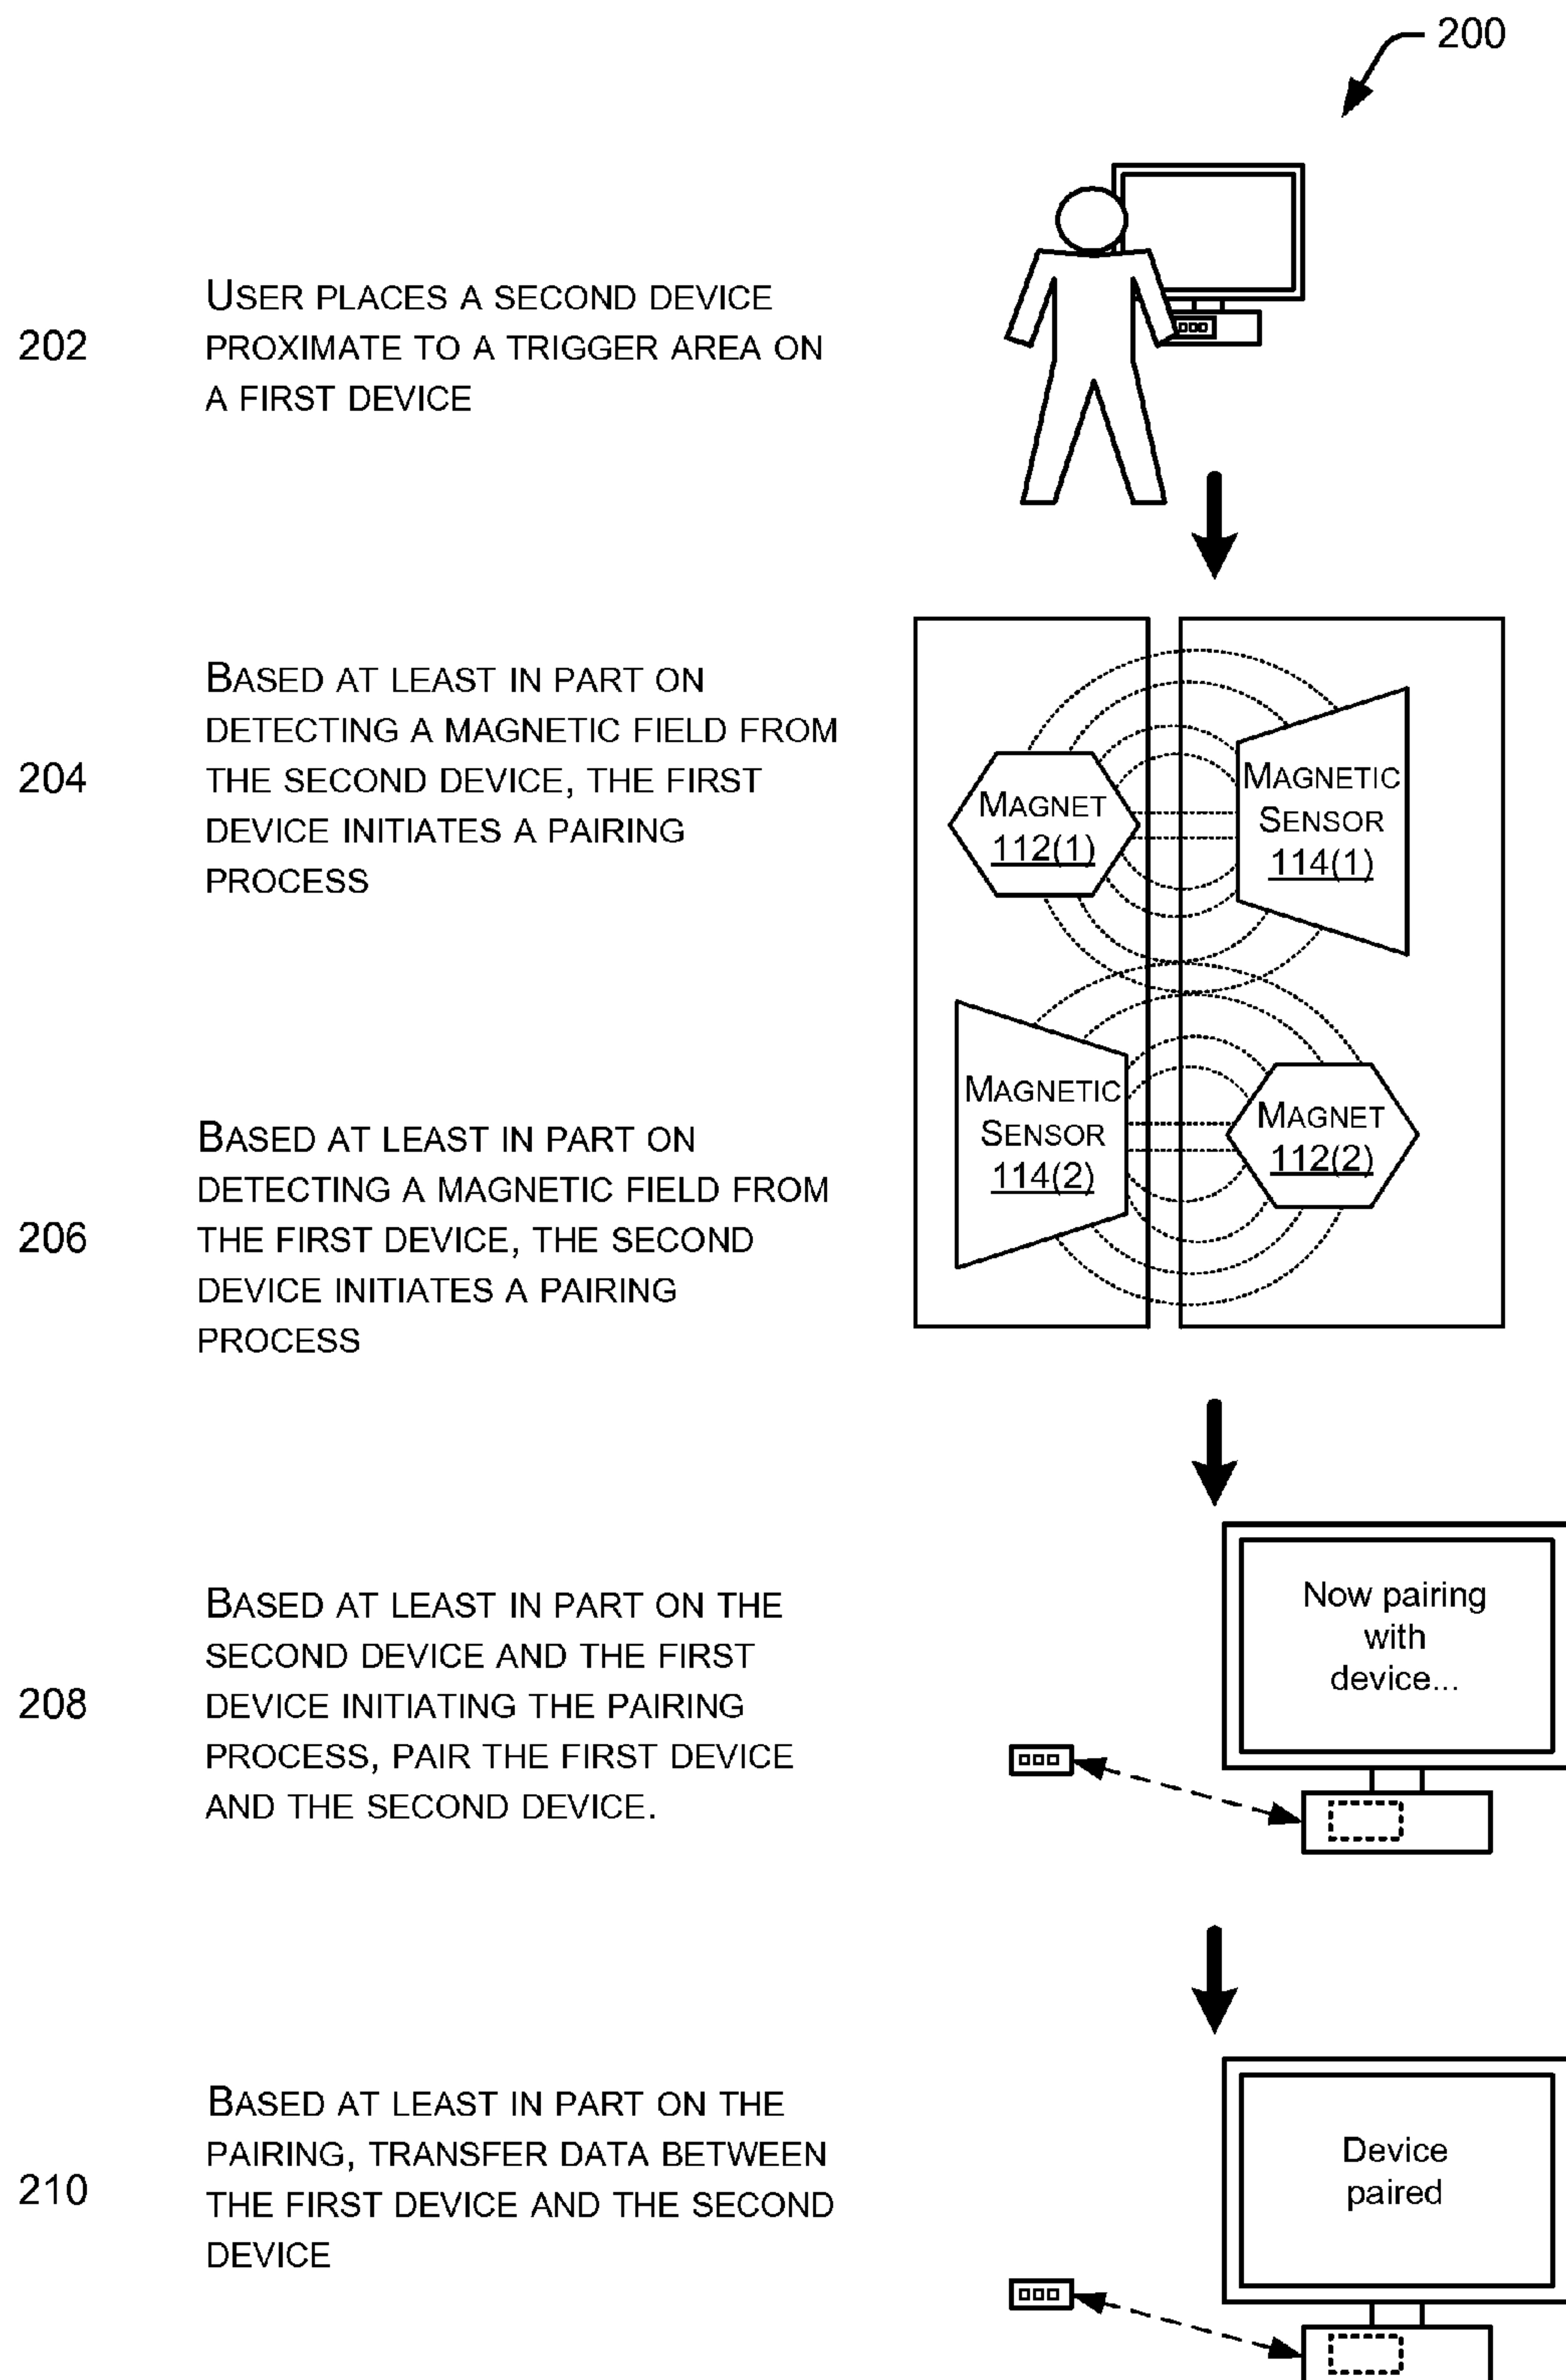 200
202
USER PLACES A SECOND DEVICE
PROXIMATE TO A TRIGGER AREA ON
A FIRST DEVICE
204
BASED AT LEAST IN PART ON
DETECTING A MAGNETIC FIELD FROM
THE SECOND DEVICE, THE FIRST
DEVICE INITIATES A PAIRING
PROCESS
MAGNET
112(1)
MAGNETIC
SENSOR
114(1)
206
BASED AT LEAST IN PART ON
DETECTING A MAGNETIC FIELD FROM
THE FIRST DEVICE, THE SECOND
DEVICE INITIATES A PAIRING
PROCESS
MAGNETIC
SENSOR
114(2)
MAGNET
112(2)
208
BASED AT LEAST IN PART ON THE
SECOND DEVICE AND THE FIRST
DEVICE INITIATING THE PAIRING
PROCESS, PAIR THE FIRST DEVICE
AND THE SECOND DEVICE.
Now pairing
with
device...
210
BASED AT LEAST IN PART ON THE
PAIRING, TRANSFER DATA BETWEEN
THE FIRST DEVICE AND THE SECOND
DEVICE
Device
paired